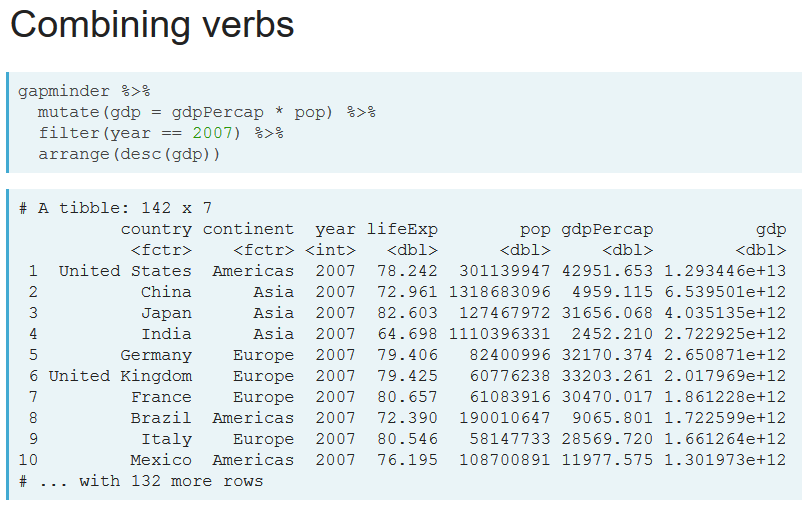 Combining verbs
gapminder %>%
  mutate(gdp = gdpPercap * pop) %>%
  filter(year == 2007) %>%
  arrange(desc(gdp))
# A tibble: 142 x 7
          country continent  year lifeExp        pop gdpPercap          gdp
           <fctr>    <fctr> <int>   <dbl>      <dbl>     <dbl>        <dbl>
 1  United States  Americas  2007  78.242  301139947 42951.653 1.293446e+13
 2          China      Asia  2007  72.961 1318683096  4959.115 6.539501e+12
 3          Japan      Asia  2007  82.603  127467972 31656.068 4.035135e+12
 4          India      Asia  2007  64.698 1110396331  2452.210 2.722925e+12
 5        Germany    Europe  2007  79.406   82400996 32170.374 2.650871e+12
 6 United Kingdom    Europe  2007  79.425   60776238 33203.261 2.017969e+12
 7         France    Europe  2007  80.657   61083916 30470.017 1.861228e+12
 8         Brazil  Americas  2007  72.390  190010647  9065.801 1.722599e+12
 9          Italy    Europe  2007  80.546   58147733 28569.720 1.661264e+12
10         Mexico  Americas  2007  76.195  108700891 11977.575 1.301973e+12
# ... with 132 more rows